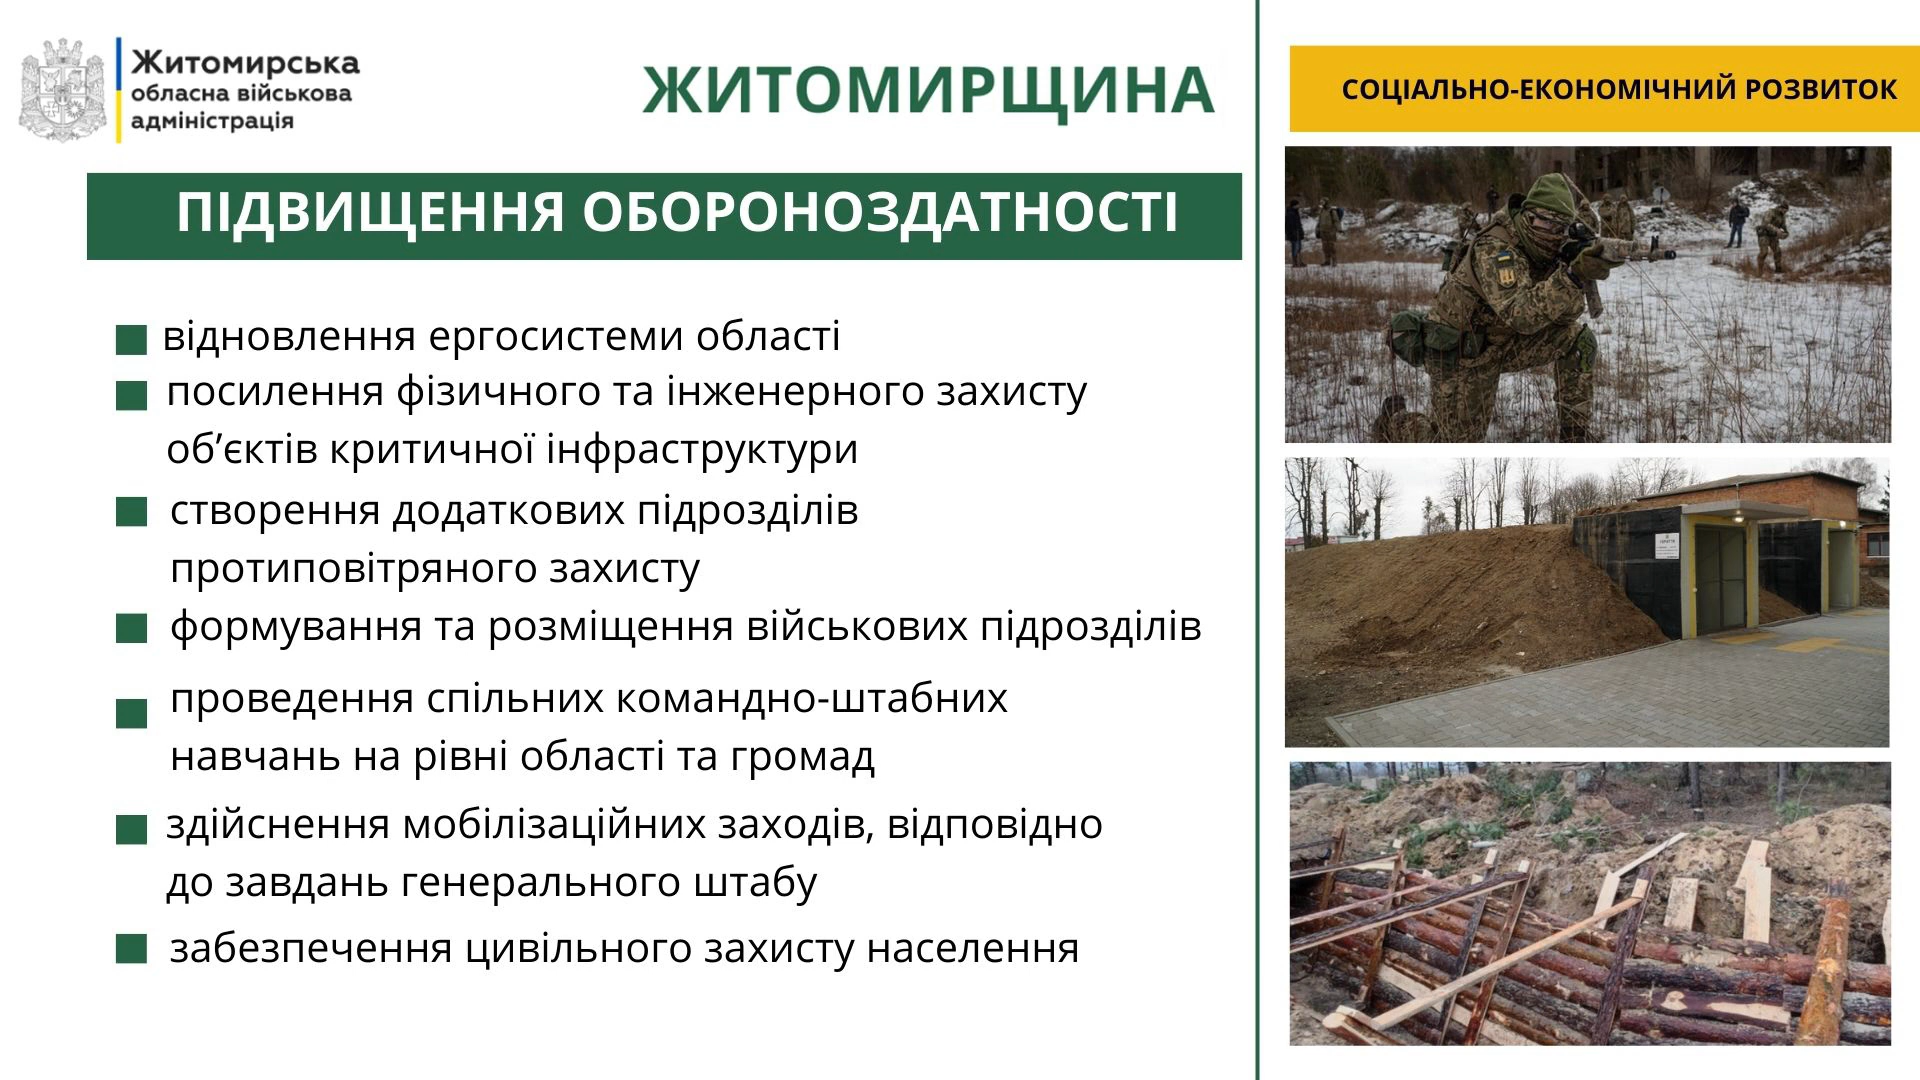 Житомирська
обласна військова
адміністрація
ЖИТОМИРЩИНА
СОЦІАЛЬНО-ЕКОНОМІЧНИЙ РОЗВИТОК
ПІДВИЩЕННЯ ОБОРОНОЗДАТНОСТІ
відновлення ергосистеми області
посилення фізичного та інженерного захисту
об’єктів критичної інфраструктури
створення додаткових підрозділів
протиповітряного захисту
формування та розміщення військових підрозділів
проведення спільних командно-штабних
навчань на рівні області та громад
здійснення мобілізаційних заходів, відповідно
до завдань генерального штабу
забезпечення цивільного захисту населення